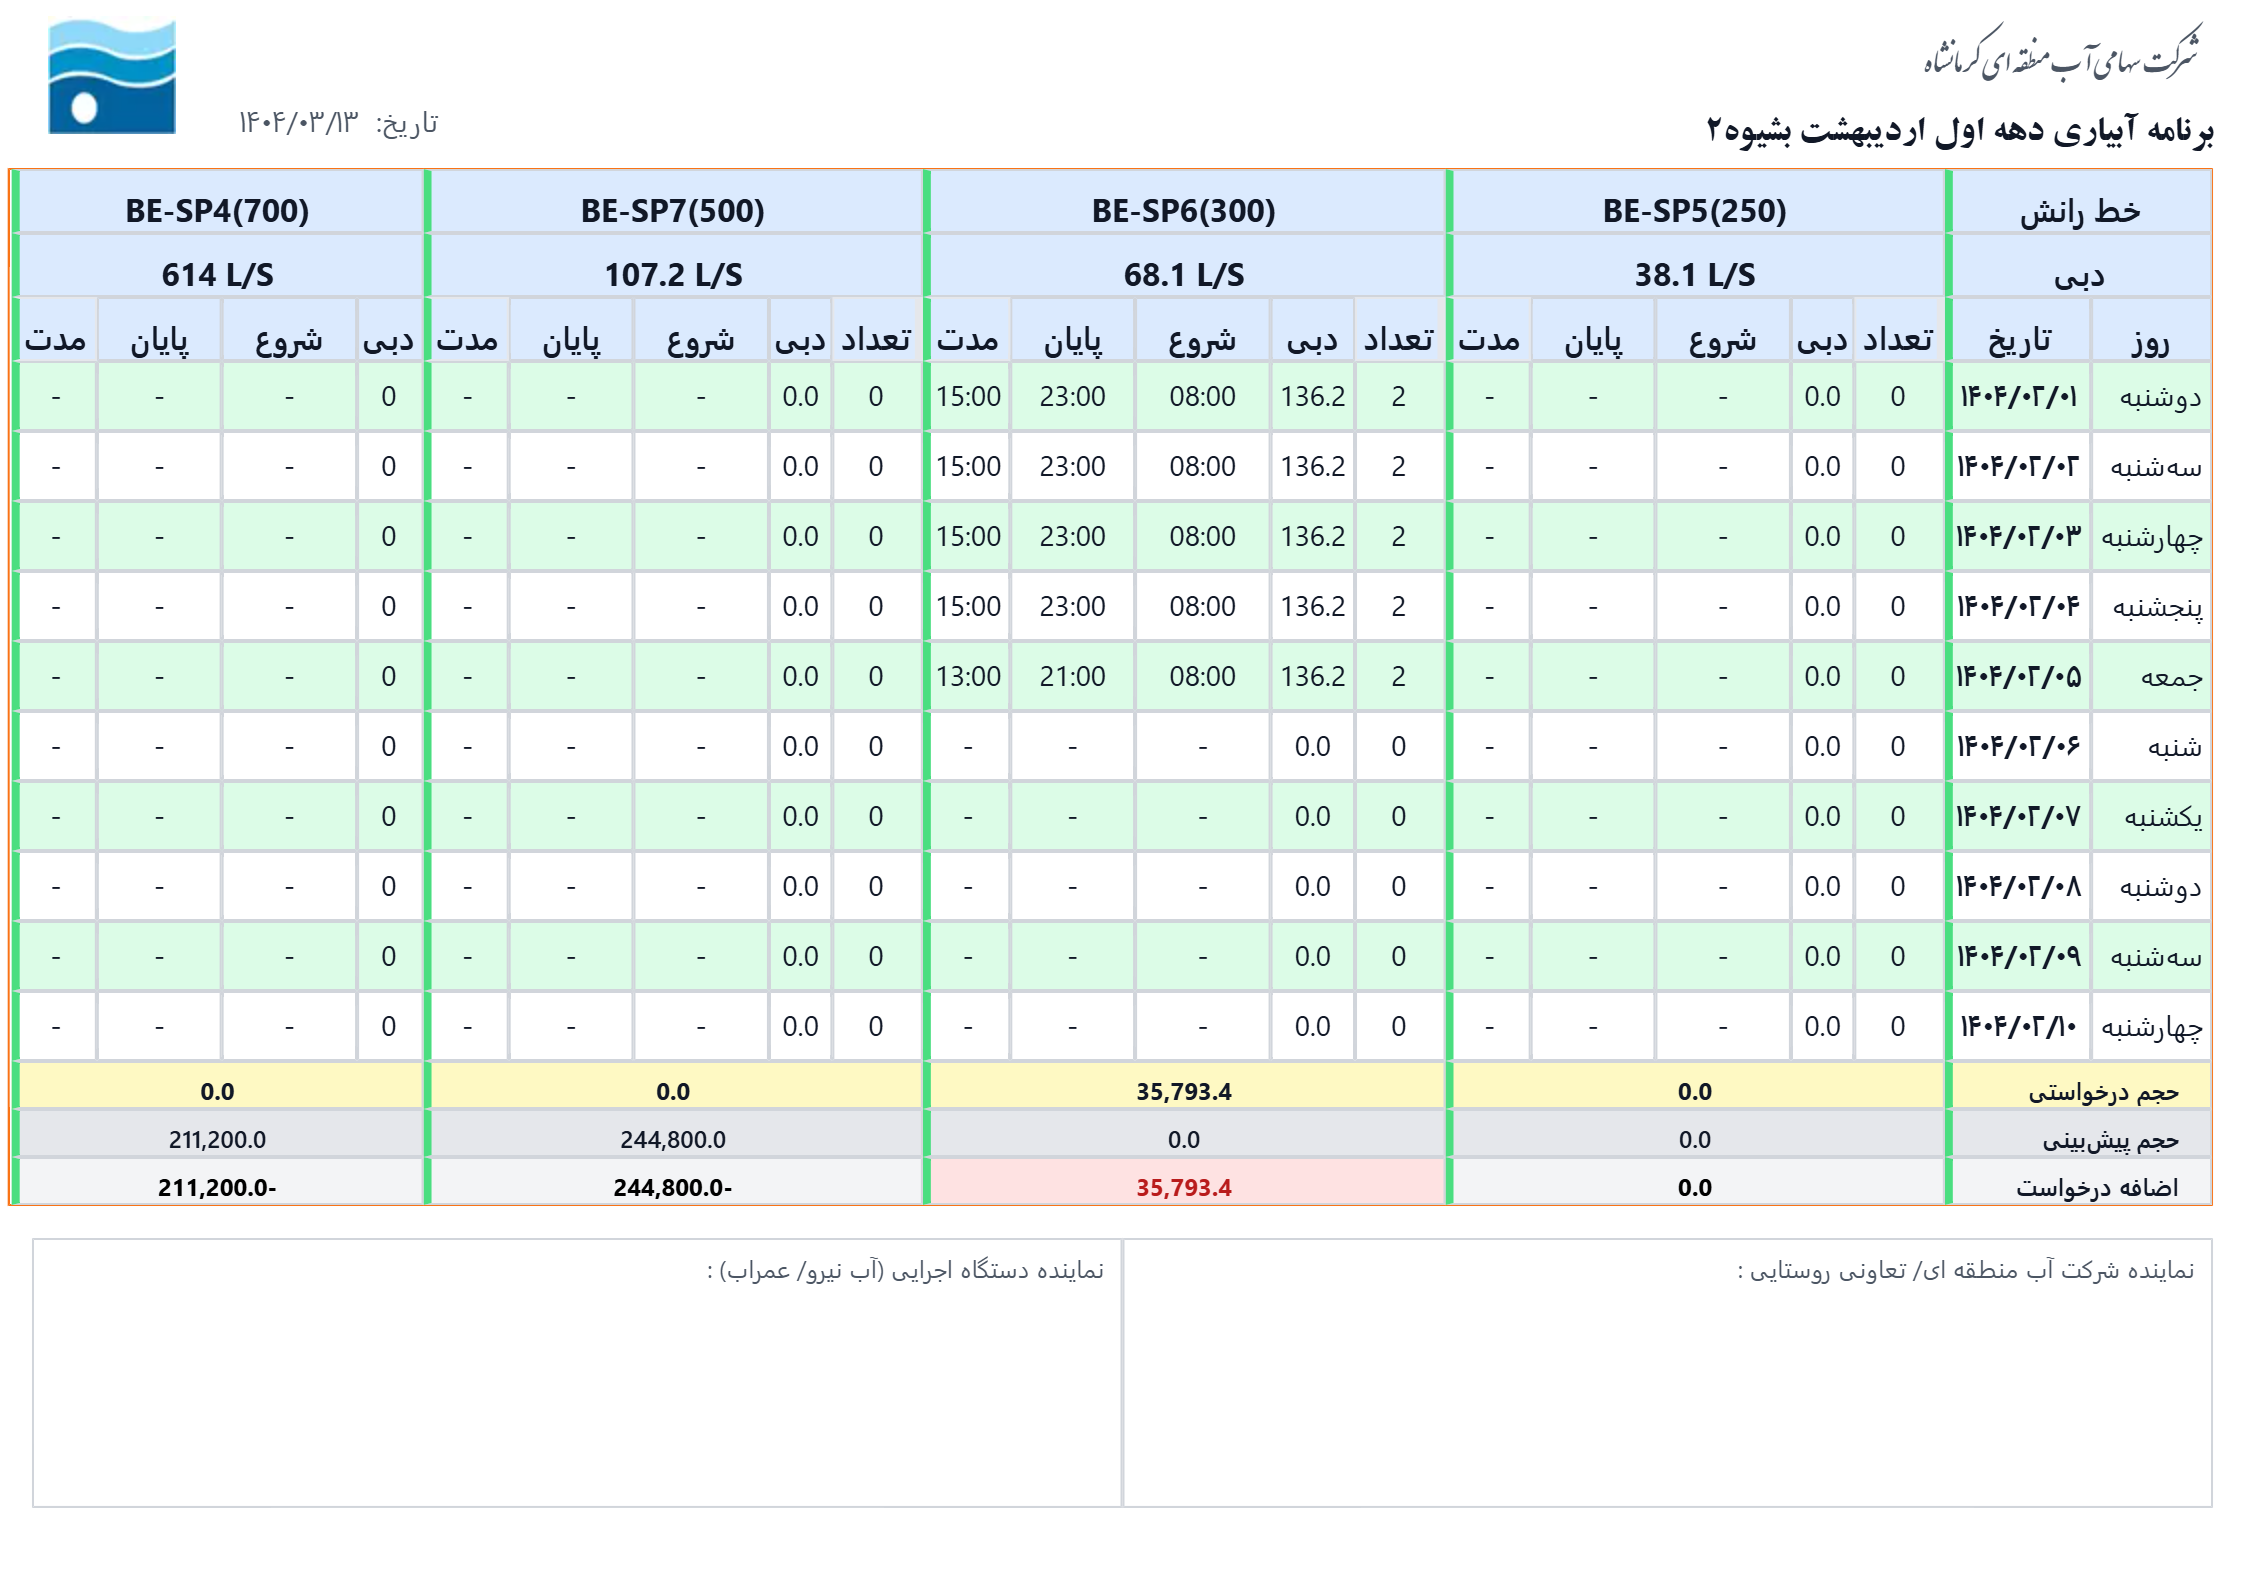 شرکت سهامی آب منطقه ای کرمانشاه
برنامه آبیاری دهه اول اردیبهشت بشیوه۲
تاریخ: ۱۴۰۴/۰۳/۱۳
خط رانش BE-SP5(250) BE-SP6(300) BE-SP7(500) BE-SP4(700)
دبی 38.1 L/S 68.1 L/S 107.2 L/S 614 L/S
روز تاریخ تعداد دبی شروع پایان مدت تعداد دبی شروع پایان مدت تعداد دبی شروع پایان مدت دبی شروع پایان مدت
دوشنبه ۱۴۰۴/۰۲/۰۱ 0 0.0 - - - 2 136.2 08:00 23:00 15:00 0 0.0 - - - 0 - - -
سه‌شنبه ۱۴۰۴/۰۲/۰۲ 0 0.0 - - - 2 136.2 08:00 23:00 15:00 0 0.0 - - - 0 - - -
چهارشنبه ۱۴۰۴/۰۲/۰۳ 0 0.0 - - - 2 136.2 08:00 23:00 15:00 0 0.0 - - - 0 - - -
پنجشنبه ۱۴۰۴/۰۲/۰۴ 0 0.0 - - - 2 136.2 08:00 23:00 15:00 0 0.0 - - - 0 - - -
جمعه ۱۴۰۴/۰۲/۰۵ 0 0.0 - - - 2 136.2 08:00 21:00 13:00 0 0.0 - - - 0 - - -
شنبه ۱۴۰۴/۰۲/۰۶ 0 0.0 - - - 0 0.0 - - - 0 0.0 - - - 0 - - -
یکشنبه ۱۴۰۴/۰۲/۰۷ 0 0.0 - - - 0 0.0 - - - 0 0.0 - - - 0 - - -
دوشنبه ۱۴۰۴/۰۲/۰۸ 0 0.0 - - - 0 0.0 - - - 0 0.0 - - - 0 - - -
سه‌شنبه ۱۴۰۴/۰۲/۰۹ 0 0.0 - - - 0 0.0 - - - 0 0.0 - - - 0 - - -
چهارشنبه ۱۴۰۴/۰۲/۱۰ 0 0.0 - - - 0 0.0 - - - 0 0.0 - - - 0 - - -
حجم درخواستی 0.0 35,793.4 0.0 0.0
حجم پیش‌بینی 0.0 0.0 244,800.0 211,200.0
اضافه درخواست 0.0 35,793.4 244,800.0- 211,200.0-
نماینده شرکت آب منطقه ای/ تعاونی روستایی :
نماینده دستگاه اجرایی (آب نیرو/ عمراب) :